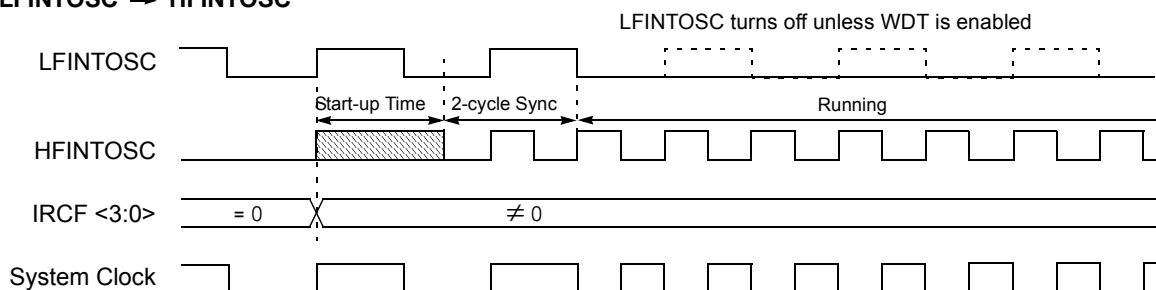 LFINTOSC → HFINTOSC
LFINTOSC turns off unless WDT is enabled
LFINTOSC
Start-up Time
2-cycle Sync
Running
HFINTOSC
IRCF <3:0>
= 0
≠ 0
System Clock